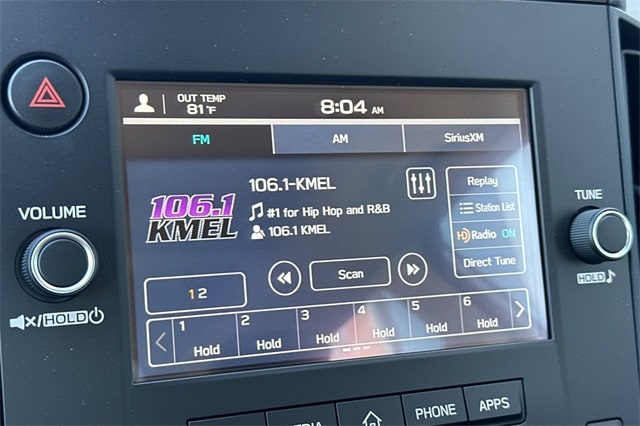 OUT TEMP
81°F
8:04 AM
FM AM SiriusXM
106.1
KMEL
106.1-KMEL
#1 for Hip Hop and R&B
106.1 KMEL
Replay
Station List
HD Radio ON
Direct Tune
Scan
1 2
1 Hold
2 Hold
3 Hold
4 Hold
5 Hold
6 Hold
VOLUME
HOLD
TUNE
HOLD
MEDIA
PHONE
APPS